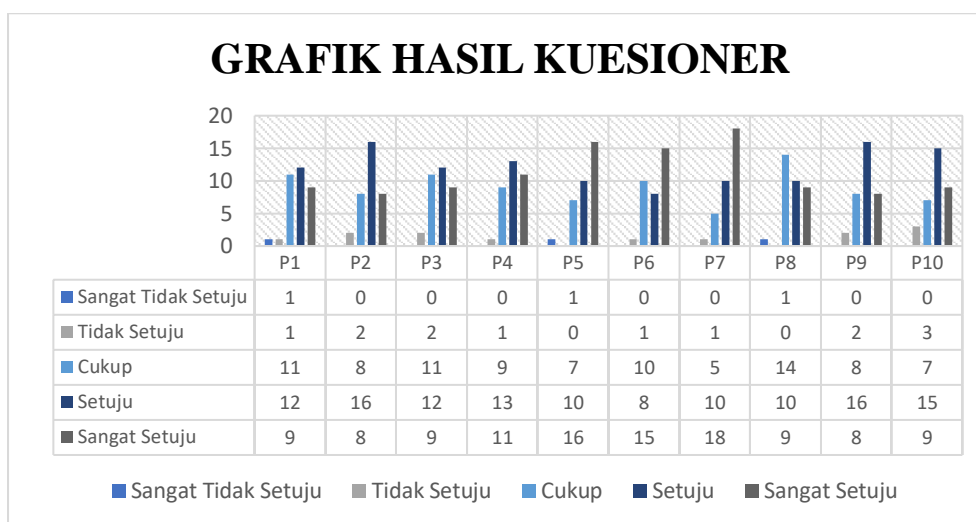 GRAFIK HASIL KUESIONER
20
15
10
5
0
P1 P2 P3 P4 P5 P6 P7 P8 P9 P10
Sangat Tidak Setuju 1 0 0 0 1 0 0 1 0 0
Tidak Setuju 1 2 2 1 0 1 1 0 2 3
Cukup 11 8 11 9 7 10 5 14 8 7
Setuju 12 16 12 13 10 8 10 10 16 15
Sangat Setuju 9 8 9 11 16 15 18 9 8 9
Sangat Tidak Setuju Tidak Setuju Cukup Setuju Sangat Setuju